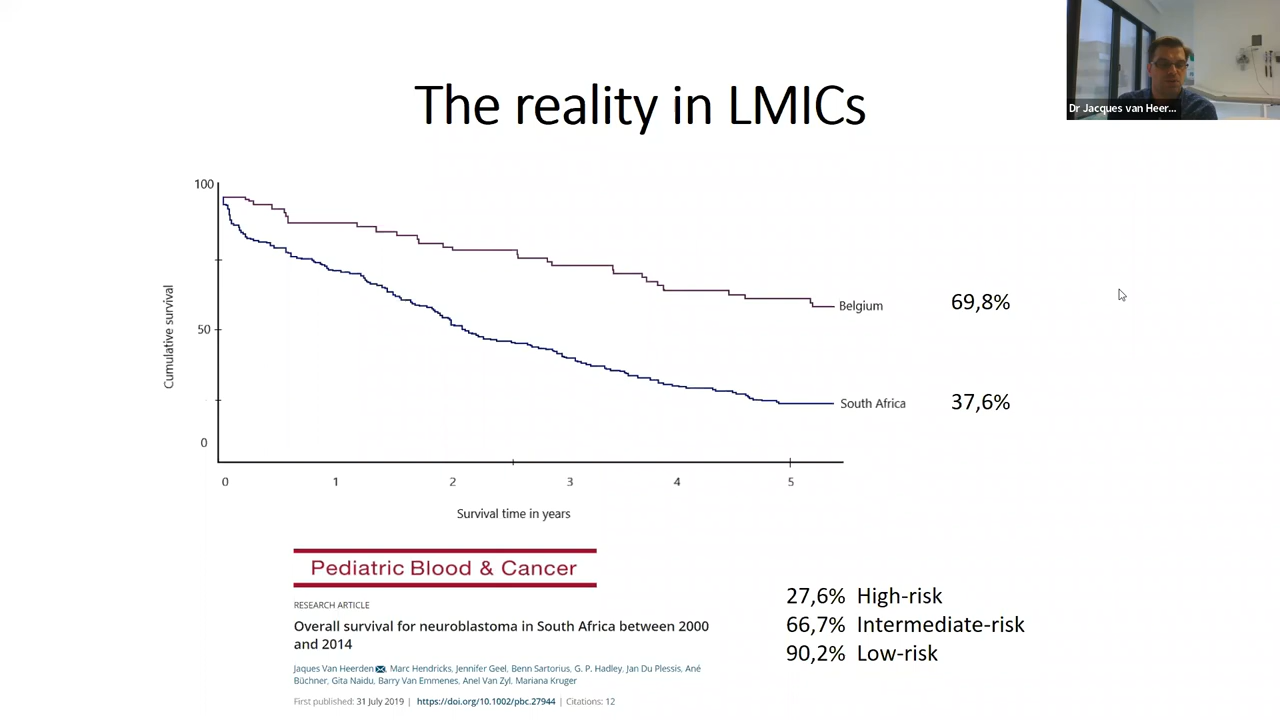 Dr Jacques van Heer...
The reality in LMICs
100
50
0
Cumulative survival
Belgium
69,8%
South Africa
37,6%
0 1 2 3 4 5
Survival time in years
Pediatric Blood & Cancer
RESEARCH ARTICLE
Overall survival for neuroblastoma in South Africa between 2000
and 2014
Jaques Van Heerden, Marc Hendricks, Jennifer Geel, Benn Sartorius, G. P. Hadley, Jan Du Plessis, Ané
Büchner, Gita Naidu, Barry Van Emmenes, Anel Van Zyl, Mariana Kruger
First published: 31 July 2019 | https://doi.org/10.1002/pbc.27944 | Citations: 12
27,6% High-risk
66,7% Intermediate-risk
90,2% Low-risk